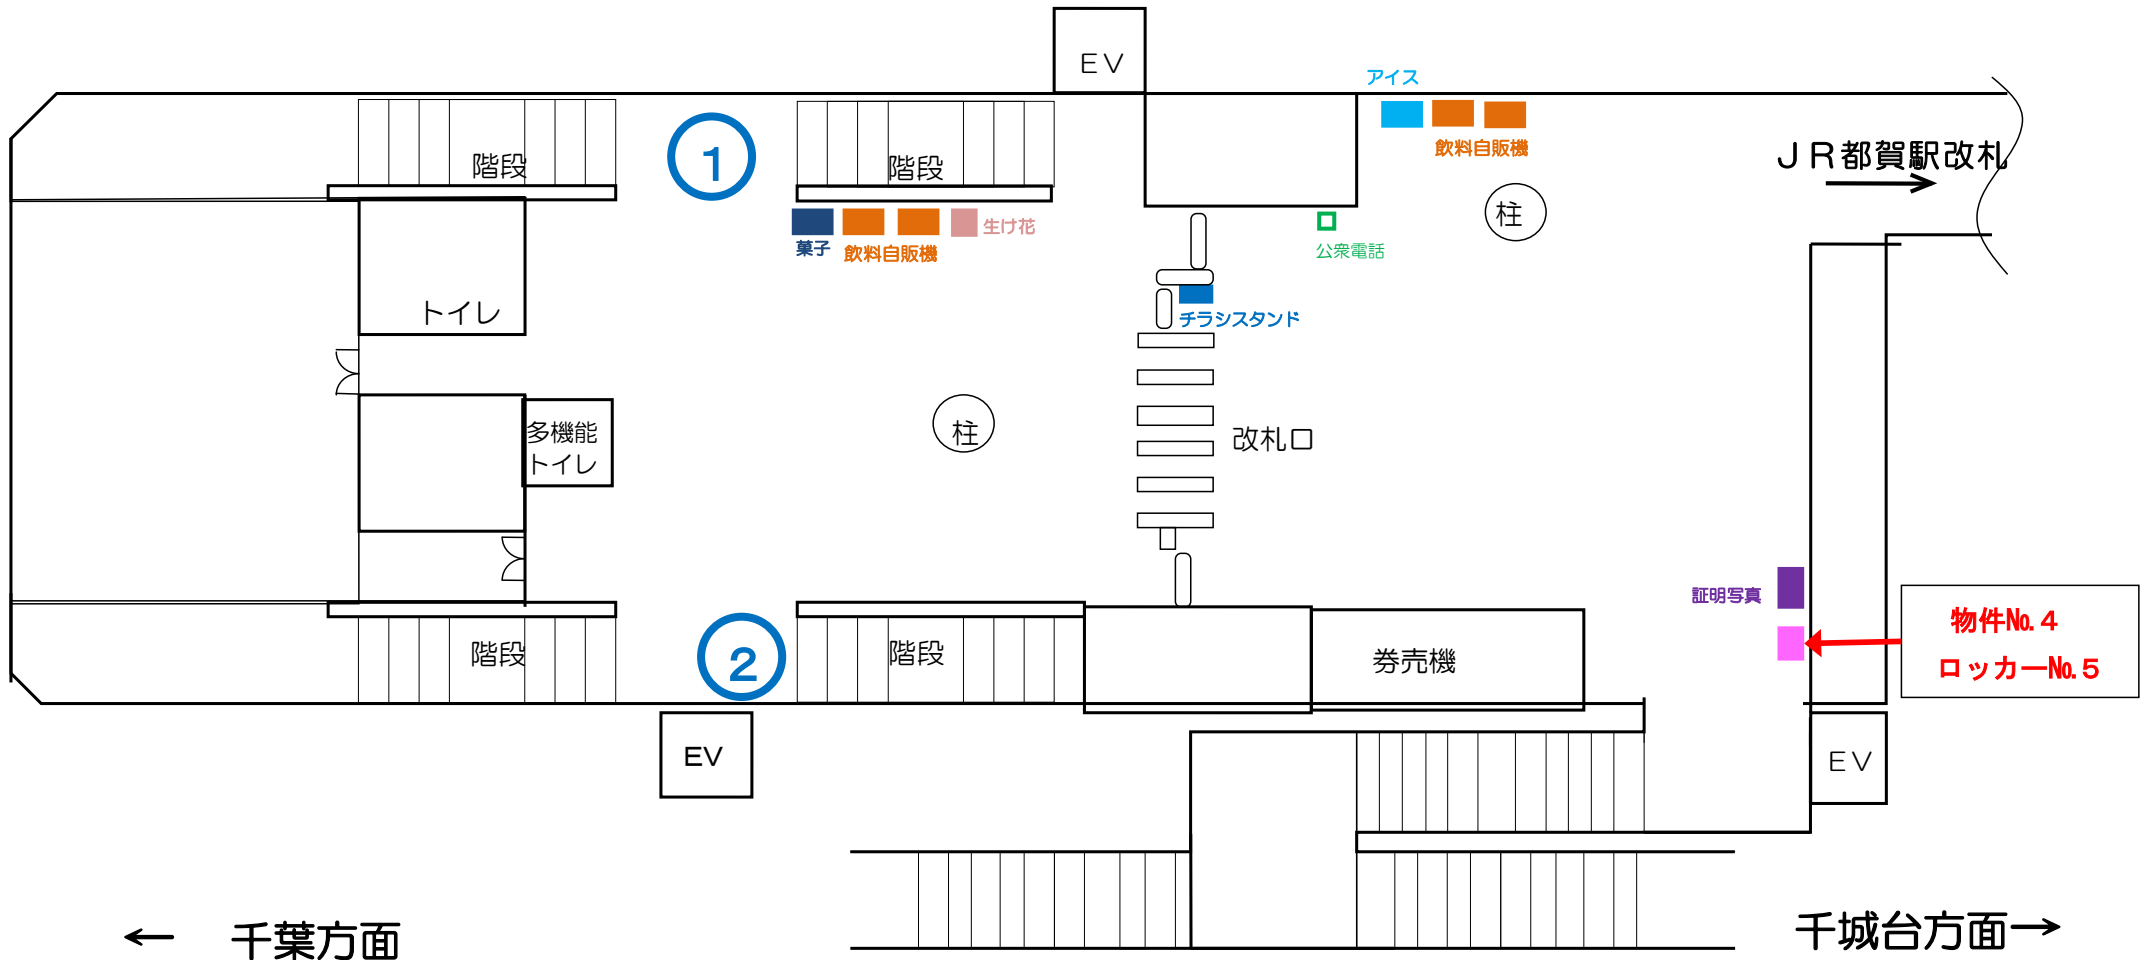 EV
アイス
飲料自販機
JR都賀駅改札
階段
1
階段
柱
菓子
飲料自販機
生け花
公衆電話
トイレ
チラシスタンド
多機能
トイレ
柱
改札口
証明写真
物件№.4
ロッカー№.5
階段
2
階段
券売機
EV
EV
← 千葉方面
千城台方面→